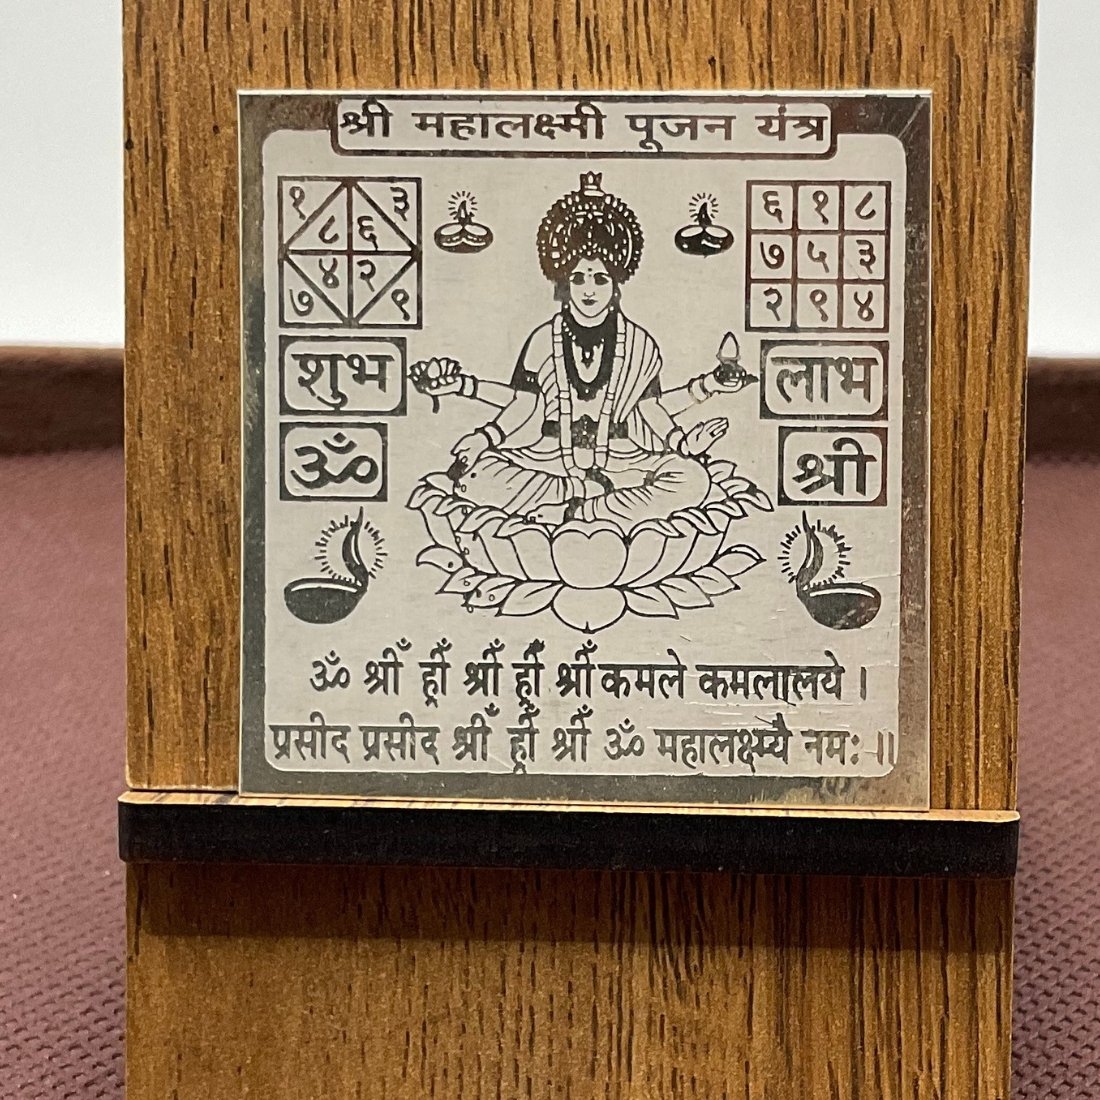 श्री महालक्ष्मी पूजन यंत्र
१ ३
८ ६
४ २
७ ९
६ १ ८
७ ५ ३
२ ९ ४
शुभ
लाभ
ॐ
श्री
ॐ श्रीँ ह्रीँ श्रीँ ह्रीँ श्रीँ कमले कमलालये ।
प्रसीद प्रसीद श्रीँ ह्रीँ श्रीँ ॐ महालक्ष्म्यै नमः ॥